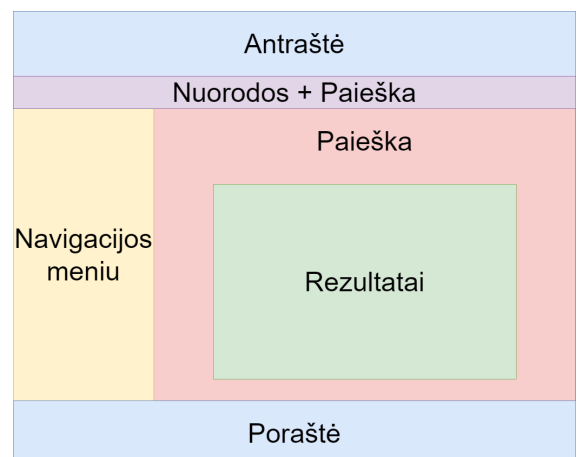 Antraštė
Nuorodos + Paieška
Paieška
Navigacijos
meniu
Rezultatai
Poraštė